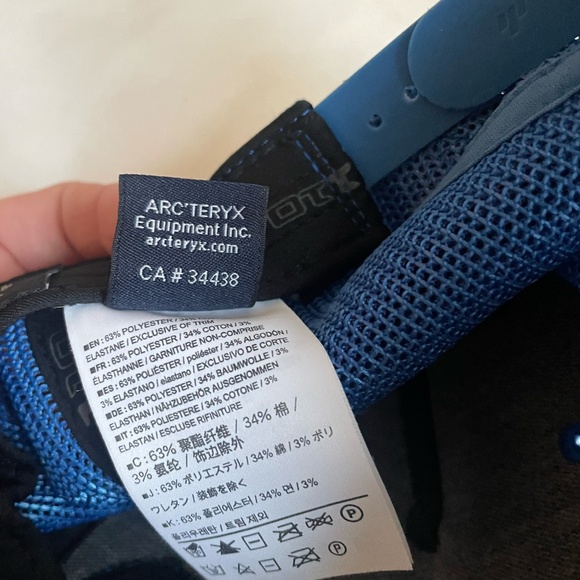 ARC'TERYX
Equipment Inc.
arcteryx.com
CA # 34438
■EN: 63% POLYESTER / 34% COTTON / 3%
ELASTANE / EXCLUSIVE OF TRIM
■FR: 63% POLYESTER / 34% COTON / 3%
ÉLASTHANNE / GARNITURE NON-COMPRISE
■ES: 63% POLIÉSTER / poliéster / 34% ALGODÓN /
3% ELASTANO / elastano / EXCLUSIVO DE CORTE
■DE: 63% POLYESTER / 34% BAUMWOLLE / 3%
ELASTHAN / NÄHZUBEHÖR AUSGENOMMEN
■IT: 63% POLIESTERE / 34% COTONE / 3%
ELASTAN / ESCLUSE RIFINITURE
■C: 63% 聚酯纤维 / 34% 棉 /
3% 氨纶 / 饰边除外
■J: 63% ポリエステル / 34% 綿 / 3% ポリ
ウレタン / 装飾を除く
■K: 63% 폴리에스터 / 34% 면 / 3%
폴리우레탄 / 트림 제외
P
P